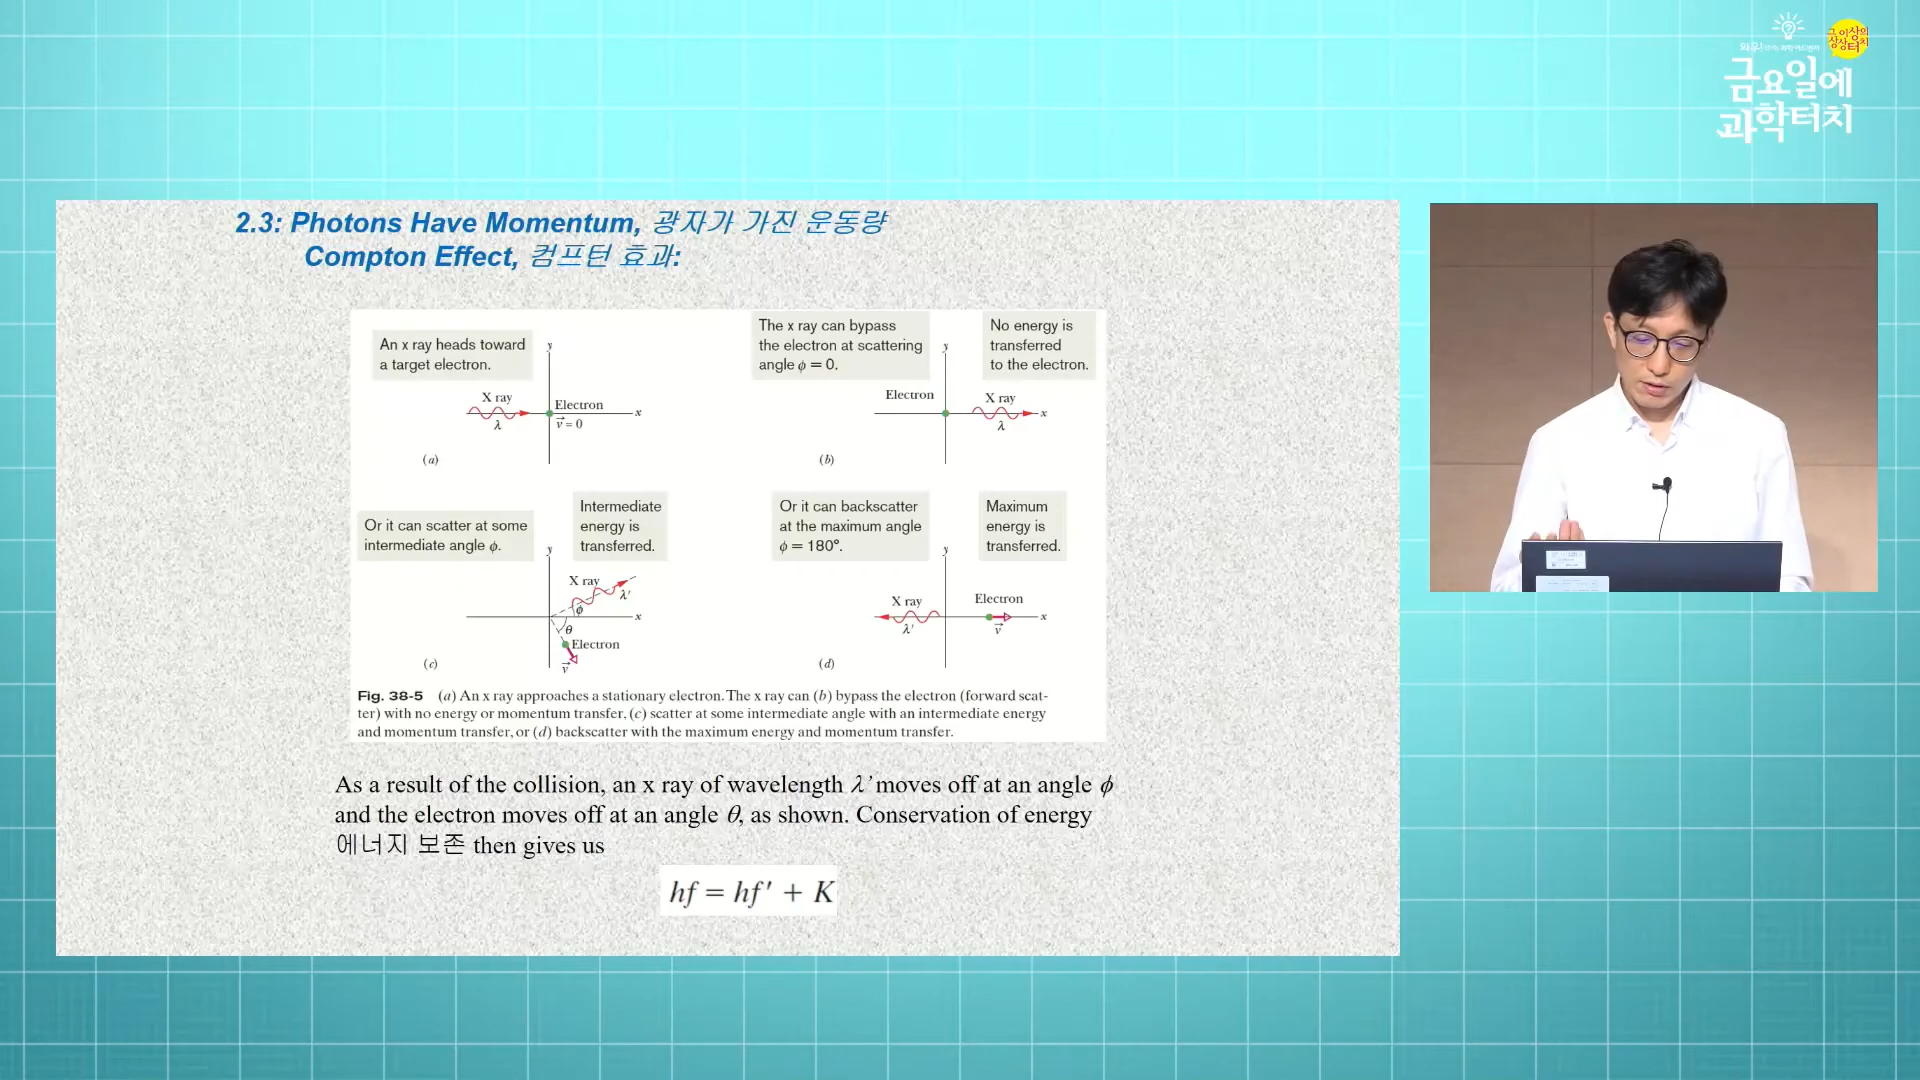 그 이상의
상상터치
금요일에
과학터치
2.3: Photons Have Momentum, 광자가 가진 운동량
Compton Effect, 컴프턴 효과:
An x ray heads toward
a target electron.
y
X ray
Electron
x
λ
v⃗ = 0
(a)
The x ray can bypass
the electron at scattering
angle ϕ = 0.
No energy is
transferred
to the electron.
y
Electron
X ray
x
λ
(b)
Or it can scatter at some
intermediate angle ϕ.
Intermediate
energy is
transferred.
y
X ray
λ'
ϕ
x
θ
Electron
v⃗
(c)
Or it can backscatter
at the maximum angle
ϕ = 180°.
Maximum
energy is
transferred.
y
X ray
Electron
x
λ'
v⃗
(d)
Fig. 38-5 (a) An x ray approaches a stationary electron. The x ray can (b) bypass the electron (forward scat-
ter) with no energy or momentum transfer, (c) scatter at some intermediate angle with an intermediate energy
and momentum transfer, or (d) backscatter with the maximum energy and momentum transfer.
As a result of the collision, an x ray of wavelength λ' moves off at an angle ϕ
and the electron moves off at an angle θ, as shown. Conservation of energy
에너지 보존 then gives us
hf = hf' + K